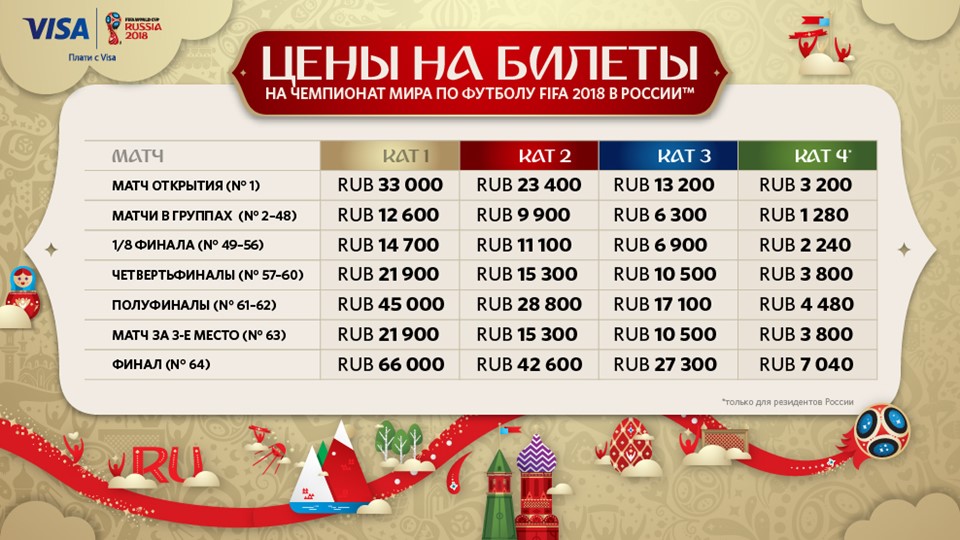 VISA
FIFA WORLD CUP
RUSSIA
2018
Плати с Visa
ЦЕНЫ НА БИЛЕТЫ
НА ЧЕМПИОНАТ МИРА ПО ФУТБОЛУ FIFA 2018 В РОССИИ™
МАТЧ КАТ 1 КАТ 2 КАТ 3 КАТ 4*
МАТЧ ОТКРЫТИЯ (№ 1) RUB 33 000 RUB 23 400 RUB 13 200 RUB 3 200
МАТЧИ В ГРУППАХ (№ 2-48) RUB 12 600 RUB 9 900 RUB 6 300 RUB 1 280
1/8 ФИНАЛА (№ 49-56) RUB 14 700 RUB 11 100 RUB 6 900 RUB 2 240
ЧЕТВЕРТЬФИНАЛЫ (№ 57-60) RUB 21 900 RUB 15 300 RUB 10 500 RUB 3 800
ПОЛУФИНАЛЫ (№ 61-62) RUB 45 000 RUB 28 800 RUB 17 100 RUB 4 480
МАТЧ ЗА 3-Е МЕСТО (№ 63) RUB 21 900 RUB 15 300 RUB 10 500 RUB 3 800
ФИНАЛ (№ 64) RUB 66 000 RUB 42 600 RUB 27 300 RUB 7 040
*только для резидентов России
RU